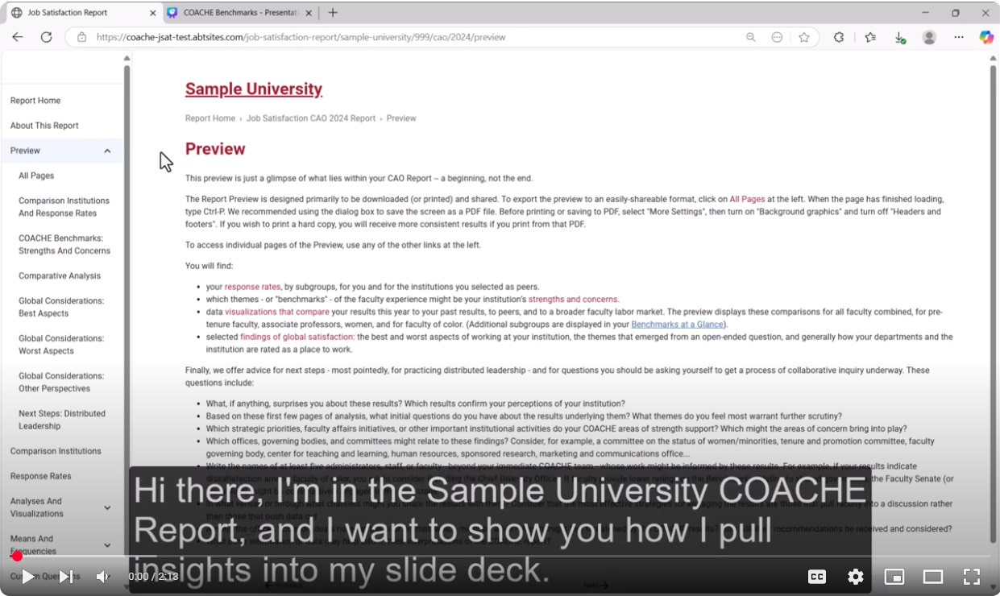 Job Satisfaction Report
COACHE Benchmarks - Presentati
https://coache-jsat-test.abtsites.com/job-satisfaction-report/sample-university/999/cao/2024/preview
Report Home
About This Report
Preview
All Pages
Comparison Institutions
And Response Rates
COACHE Benchmarks:
Strengths And Concerns
Comparative Analysis
Global Considerations:
Best Aspects
Global Considerations:
Worst Aspects
Global Considerations:
Other Perspectives
Next Steps: Distributed
Leadership
Comparison Institutions
Response Rates
Analyses And
Visualizations
Means And
Frequencies
Sample University
Report Home › Job Satisfaction CAO 2024 Report › Preview
Preview
This preview is just a glimpse of what lies within your CAO Report – a beginning, not the end.
The Report Preview is designed primarily to be downloaded (or printed) and shared. To export the preview to an easily-shareable format, click on All Pages at the left. When the page has finished loading,
type Ctrl-P. We recommended using the dialog box to save the screen as a PDF file. Before printing or saving to PDF, select "More Settings", then turn on "Background graphics" and turn off "Headers and
footers". If you wish to print a hard copy, you will receive more consistent results if you print from that PDF.
To access individual pages of the Preview, use any of the other links at the left.
You will find:
• your response rates, by subgroups, for you and for the institutions you selected as peers.
• which themes - or "benchmarks" - of the faculty experience might be your institution's strengths and concerns.
• data visualizations that compare your results this year to your past results, to peers, and to a broader faculty labor market. The preview displays these comparisons for all faculty combined, for pre-
tenure faculty, associate professors, women, and for faculty of color. (Additional subgroups are displayed in your Benchmarks at a Glance).
• selected findings of global satisfaction: the best and worst aspects of working at your institution, the themes that emerged from an open-ended question, and generally how your departments and the
institution are rated as a place to work.
Finally, we offer advice for next steps - most pointedly, for practicing distributed leadership - and for questions you should be asking yourself to get a process of collaborative inquiry underway. These
questions include:
• What, if anything, surprises you about these results? Which results confirm your perceptions of your institution?
• Based on these first few pages of analysis, what initial questions do you have about the results underlying them? What themes do you feel most warrant further scrutiny?
• Which strategic priorities, faculty affairs initiatives, or other important institutional activities do your COACHE areas of strength support? Which might the areas of concern bring into play?
• Which offices, governing bodies, and committees might relate to these findings? Consider, for example, a committee on the status of women/minorities, tenure and promotion committee, faculty
governing body, center for teaching and learning, human resources, sponsored research, marketing and communications office...
• Write the names of at least five administrators, staff, or faculty - beyond your immediate COACHE team - whose work might be informed by these results. For example, if your results indicate
the Faculty Senate (or
into a discussion rather
recommendations be received and considered?
Hi there, I'm in the Sample University COACHE
Report, and I want to show you how I pull
insights into my slide deck.
0:00 / 2:13
CC